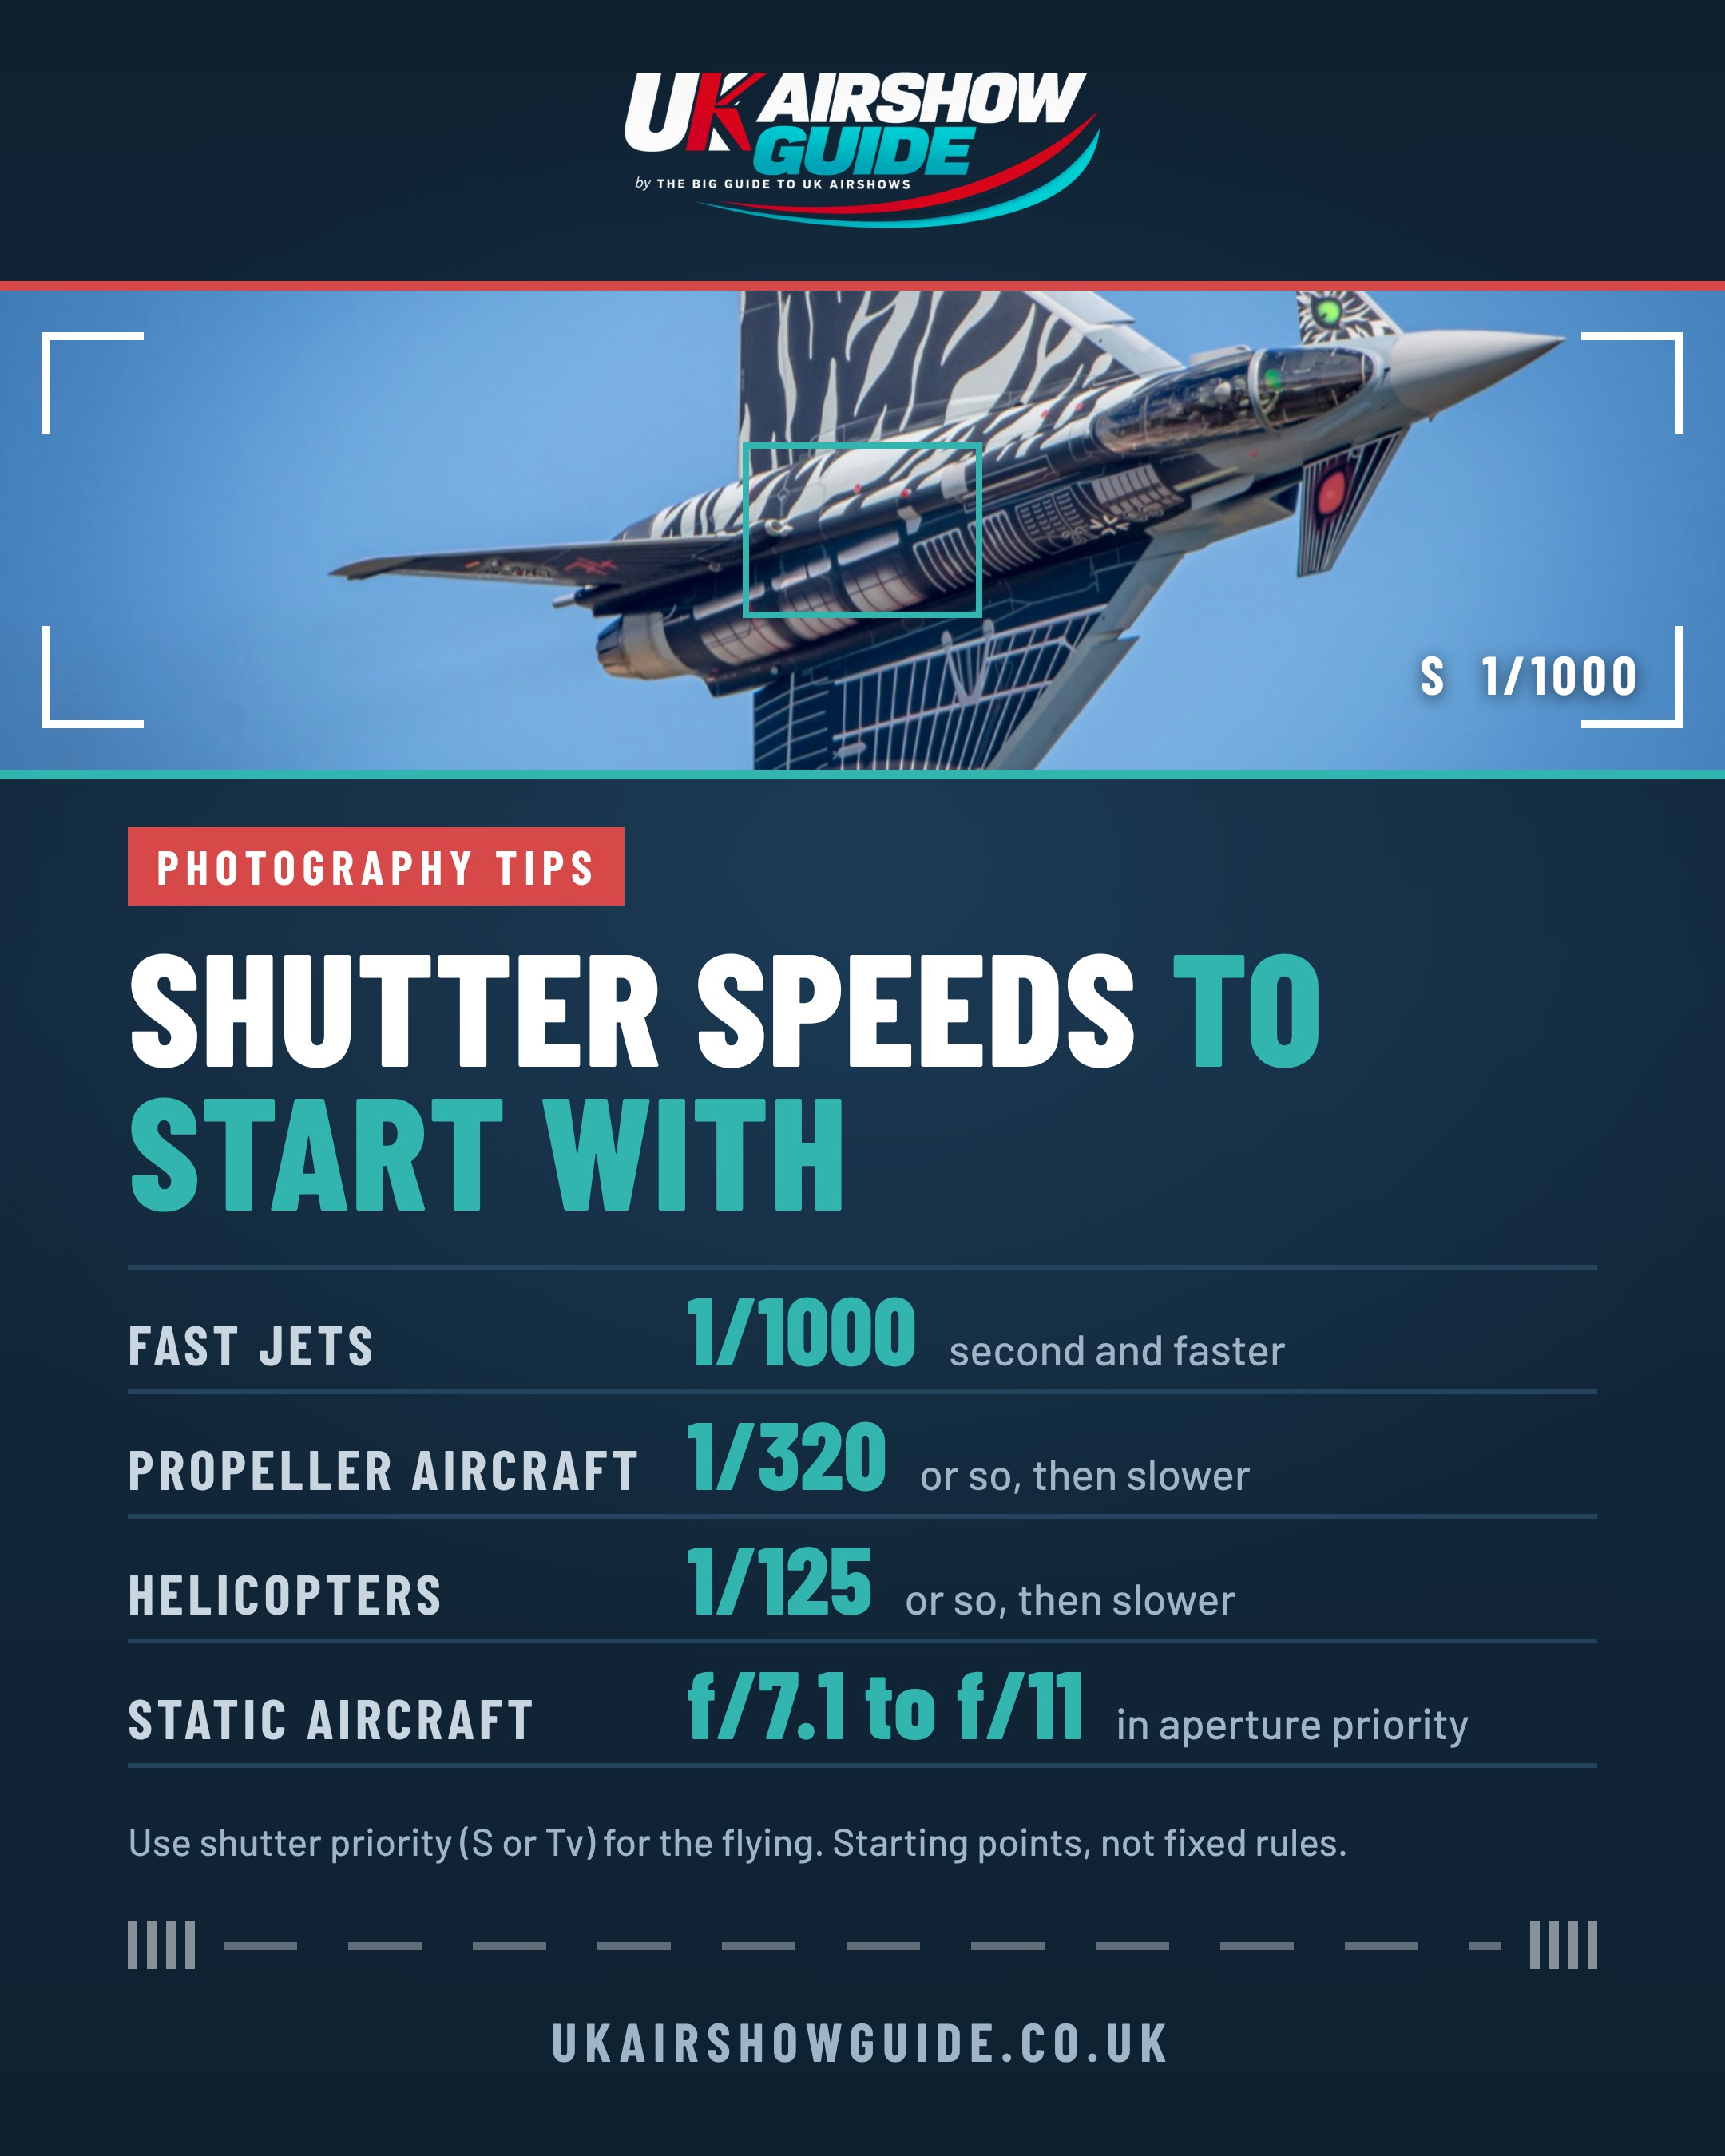 UK AIRSHOW
GUIDE
by THE BIG GUIDE TO UK AIRSHOWS
S 1/1000
PHOTOGRAPHY TIPS
SHUTTER SPEEDS TO
START WITH
FAST JETS 1/1000 second and faster
PROPELLER AIRCRAFT 1/320 or so, then slower
HELICOPTERS 1/125 or so, then slower
STATIC AIRCRAFT f/7.1 to f/11 in aperture priority
Use shutter priority (S or Tv) for the flying. Starting points, not fixed rules.
UKAIRSHOWGUIDE.CO.UK